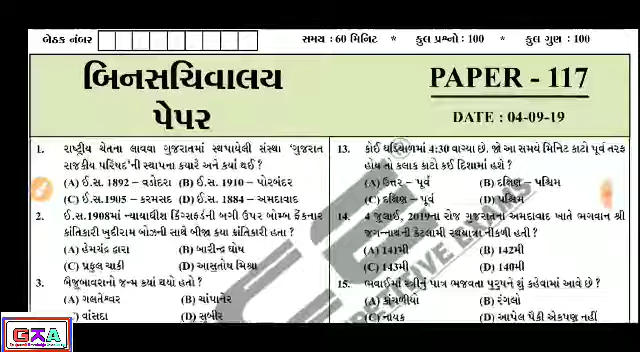 બેઠક નંબર
સમય : 60 મિનિટ * કુલ પ્રશ્નો : 100 * કુલ ગુણ : 100
બિનસચિવાલય
પેપર
PAPER - 117
DATE : 04-09-19
1. રાષ્ટ્રીય ચેતના લાવવા ગુજરાતમાં સ્થપાયેલી સંસ્થા 'ગુજરાત
રાજકીય પરિષદ'ની સ્થાપના ક્યારે અને કયાં થઈ ?
(A) ઈ.સ. 1892 – વડોદરા (B) ઈ.સ. 1910 – પોરબંદર
(C) ઈ.સ.1905 – કરમસદ (D) ઈ.સ. 1884 – અમદાવાદ
2. ઈ.સ.1908માં ન્યાયાધીશ કિંગ્સફર્ડની બગી ઉપર બોમ્બ ફેંકનાર
ક્રાંતિકારી ખુદીરામ બોઝની સાથે બીજા ક્યા ક્રાંતિકારી હતા ?
(A) હેમચંદ્ર દ્વારા (B) બારીન્દ્ર ઘોષ
(C) પ્રફુલ ચાકી (D) આસુતોષ મિશ્રા
3. બૈજુબાવરાનો જન્મ ક્યાં થયો હતો ?
(A) ગલતેશ્વર (B) ચાંપાનેર
C) વાંસદા (D) સુબીર
13. કોઈ ઘડિયાળમાં 4:30 વાગ્યા છે. જો આ સમયે મિનિટ કાટો પૂર્વ તરફ
હોય તો કલાક કાટો કઈ દિશામાં હશે ?
(A) ઉત્તર – પૂર્વ (B) દક્ષિણ – પશ્ચિમ
(C) દક્ષિણ – પૂર્વ (D) પશ્ચિમ
14. 4 જુલાઈ, 2019ના રોજ ગુજરાતના અમદાવાદ ખાતે ભગવાન શ્રી
જગન્નાથની કેટલામી રથયાત્રા નીકળી હતી ?
(A) 141મી (B) 142મી
(C) 143મી (D) 140મી
15. ભવાઈમાં સ્ત્રીનું પાત્ર ભજવતા પુરુષને શું કહેવામાં આવે છે ?
(A) કાંચળીયા (B) રંગલો
(C) નાયક (D) આપેલ પૈકી એકપણ નહીં
GKA